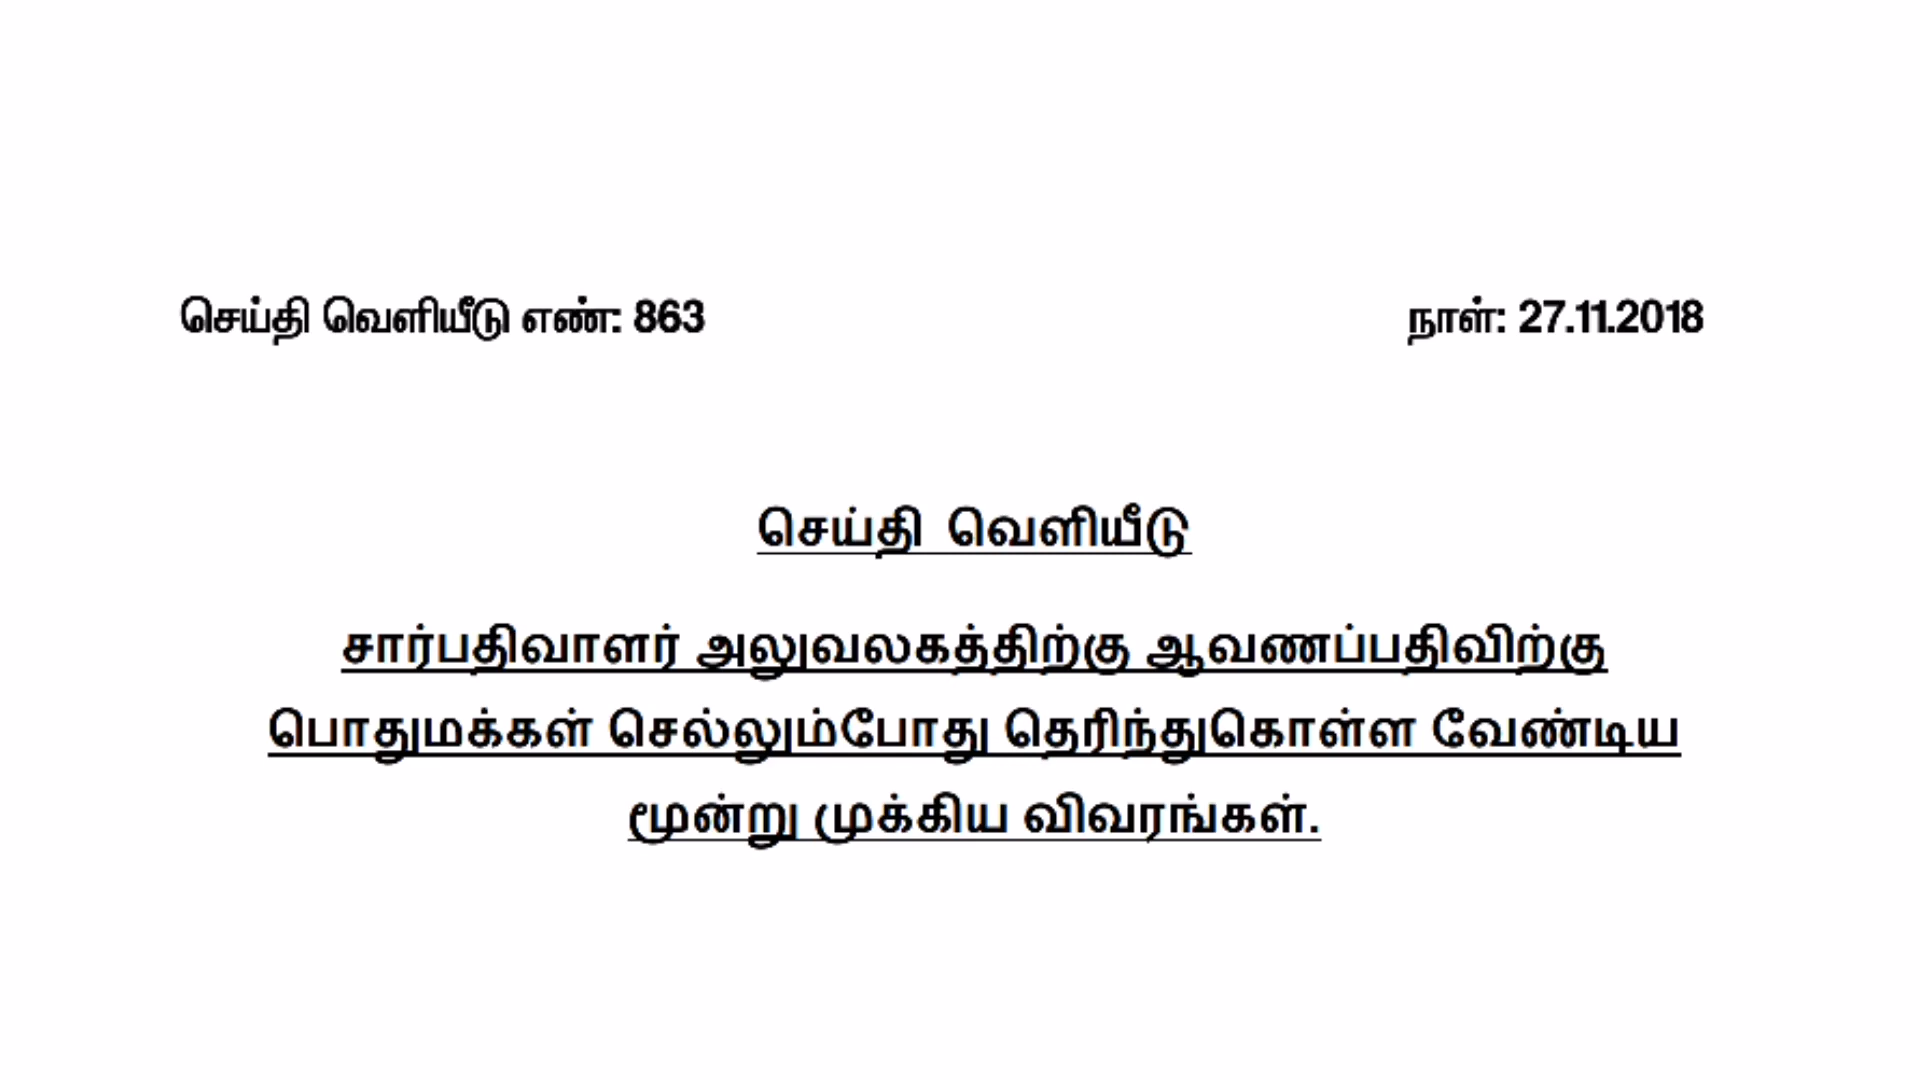 செய்தி வெளியீடு எண்: 863 நாள்: 27.11.2018
செய்தி வெளியீடு
சார்பதிவாளர் அலுவலகத்திற்கு ஆவணப்பதிவிற்கு
பொதுமக்கள் செல்லும்போது தெரிந்துகொள்ள வேண்டிய
மூன்று முக்கிய விவரங்கள்.